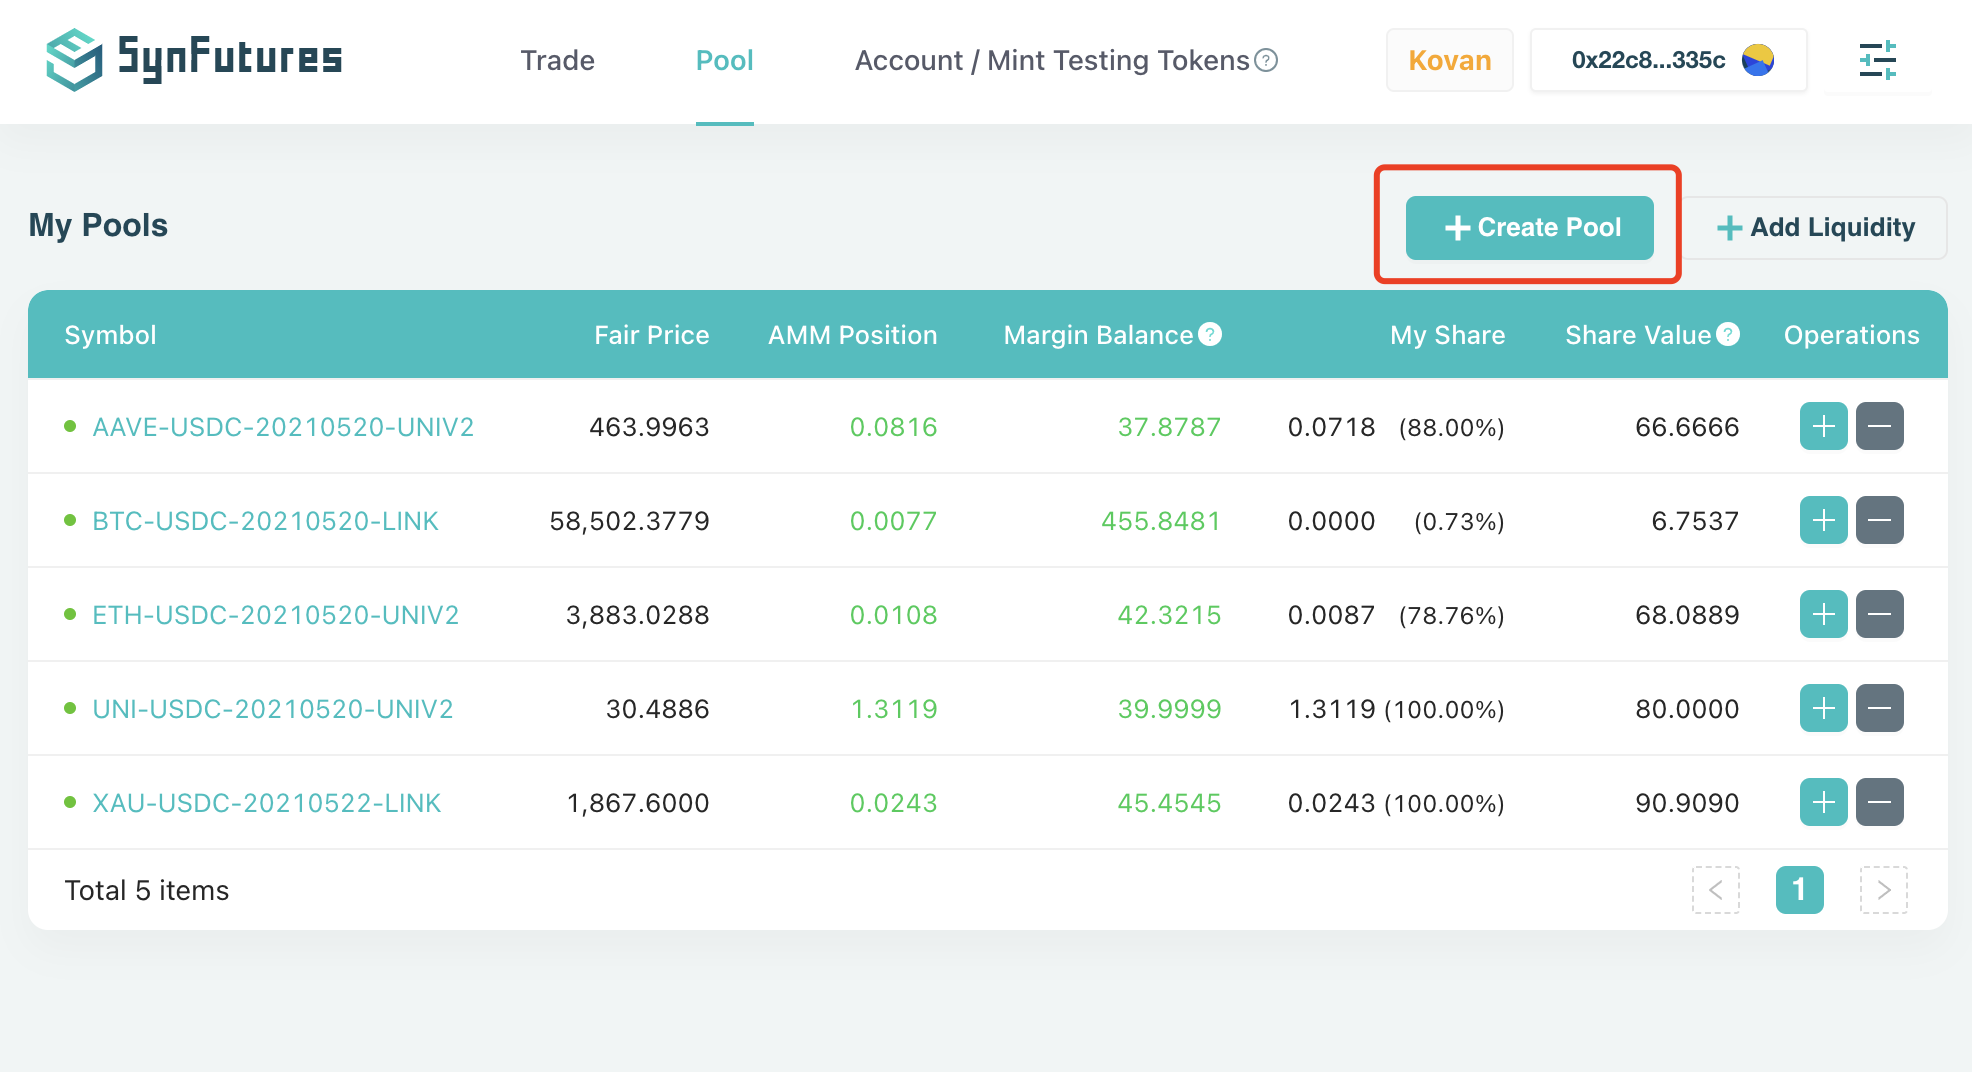 SynFutures Trade Pool Account / Mint Testing Tokens ? Kovan 0x22c8...335c
My Pools + Create Pool + Add Liquidity
Symbol Fair Price AMM Position Margin Balance ? My Share Share Value ? Operations
AAVE-USDC-20210520-UNIV2 463.9963 0.0816 37.8787 0.0718 (88.00%) 66.6666 + −
BTC-USDC-20210520-LINK 58,502.3779 0.0077 455.8481 0.0000 (0.73%) 6.7537 + −
ETH-USDC-20210520-UNIV2 3,883.0288 0.0108 42.3215 0.0087 (78.76%) 68.0889 + −
UNI-USDC-20210520-UNIV2 30.4886 1.3119 39.9999 1.3119 (100.00%) 80.0000 + −
XAU-USDC-20210522-LINK 1,867.6000 0.0243 45.4545 0.0243 (100.00%) 90.9090 + −
Total 5 items < 1 >